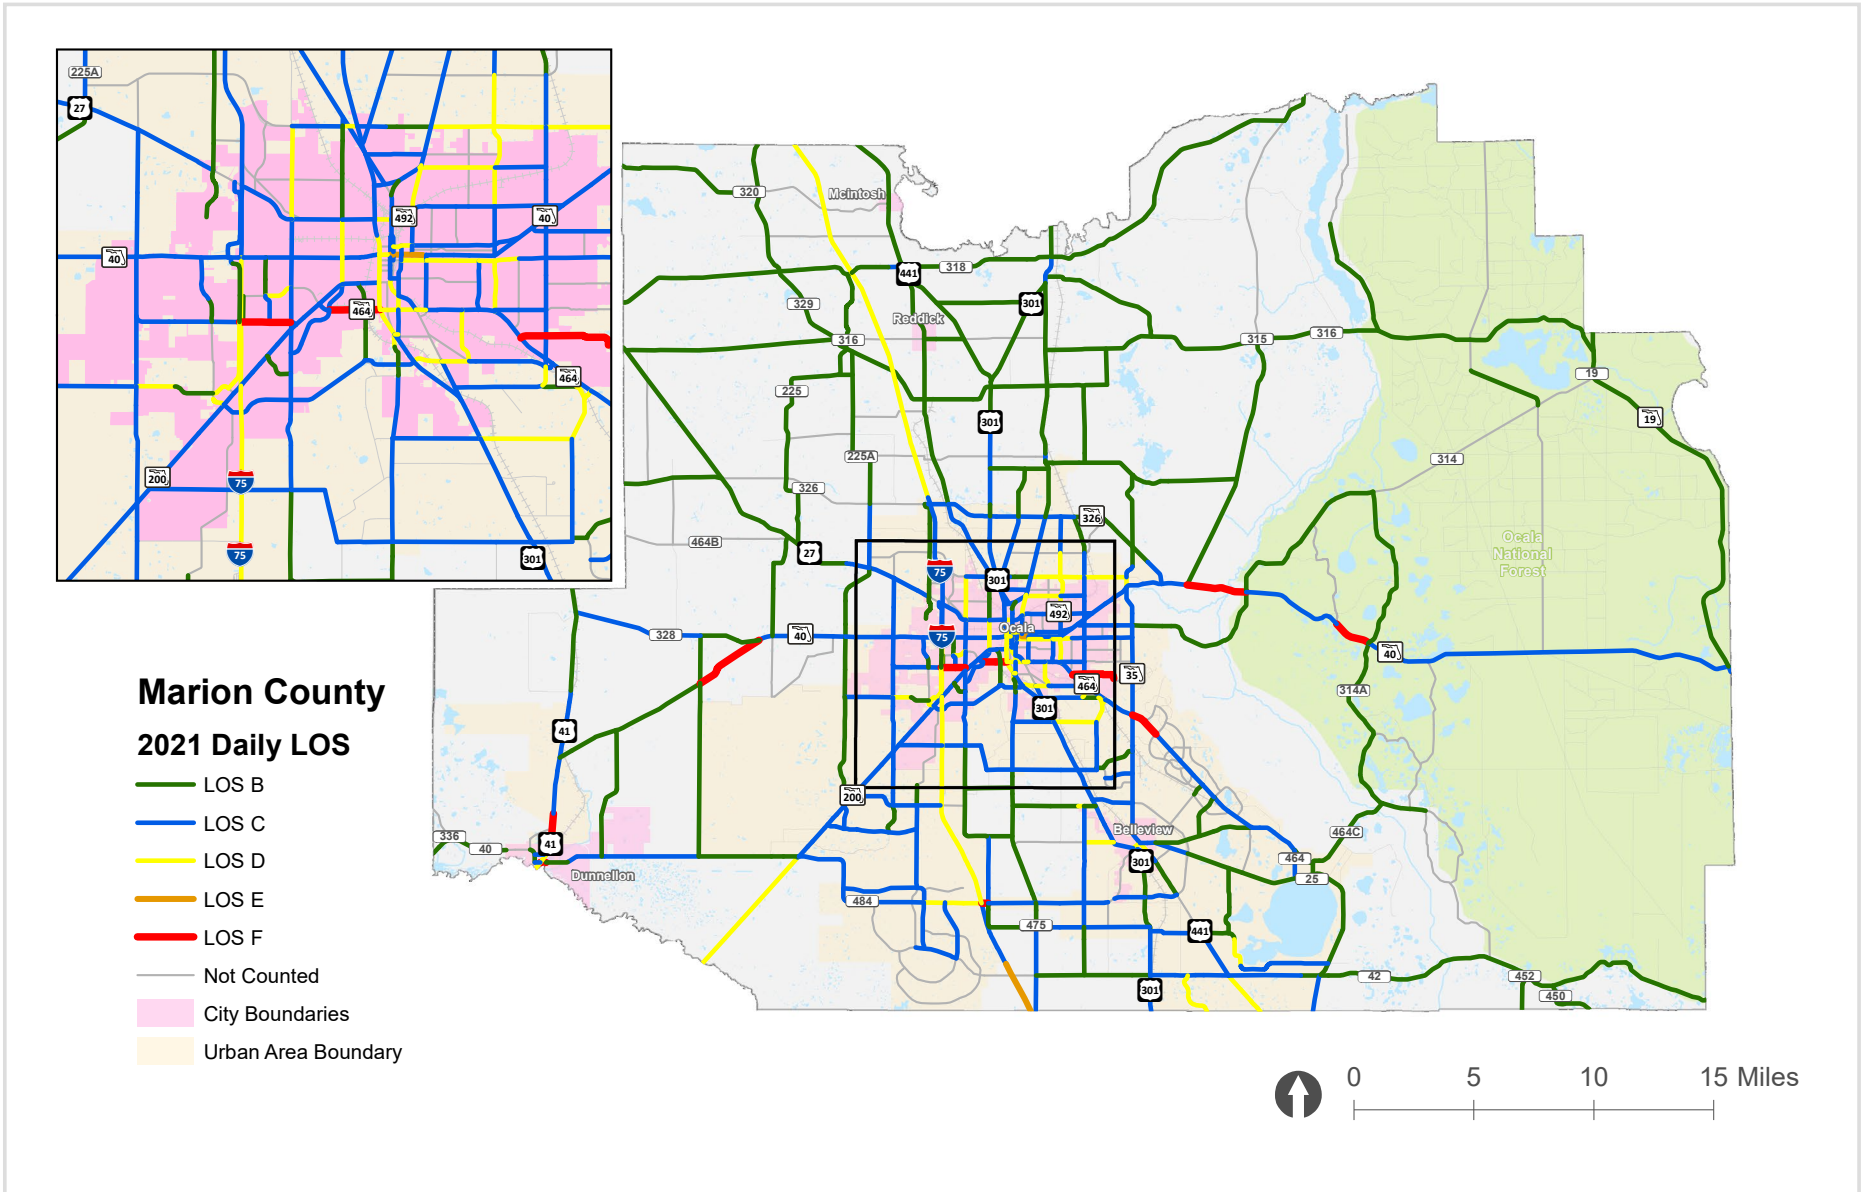 225A
27
492
40
40
464
464
200
75
75
301
320
McIntosh
441
318
329
301
Reddick
316
315
316
19
225
19
301
225A
314
326
326
464B
27
Ocala
National
Forest
75
301
492
Ocala
328
40
75
40
35
464
314A
301
41
200
Belleview
336
40
41
464C
301
464
25
Dunnellon
484
475
441
42
452
450
301
Marion County
2021 Daily LOS
LOS B
LOS C
LOS D
LOS E
LOS F
Not Counted
City Boundaries
Urban Area Boundary
0 5 10 15 Miles